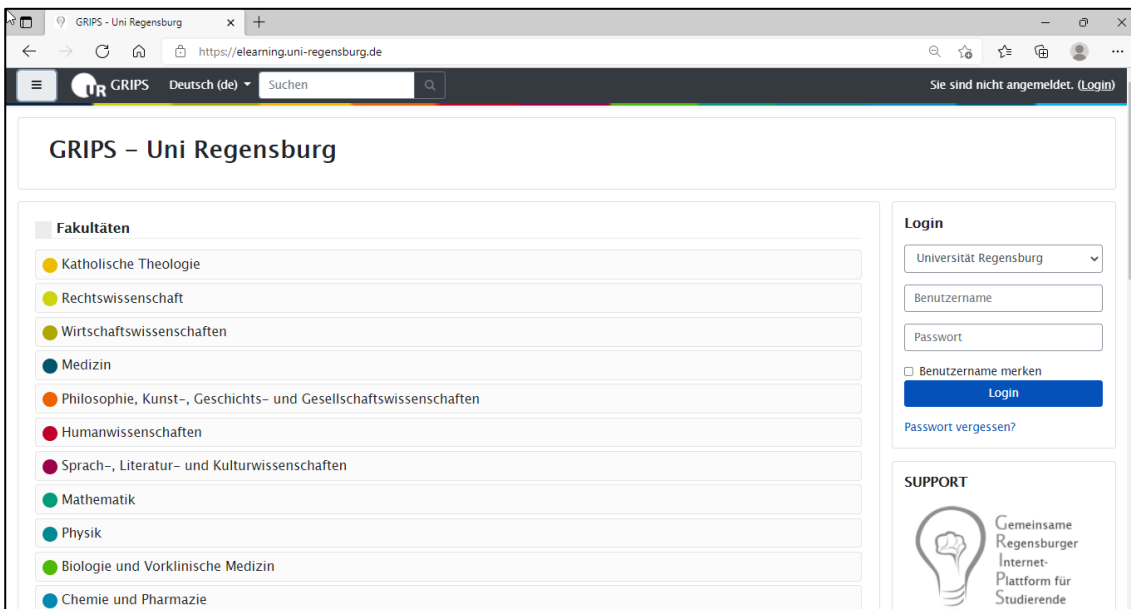 GRIPS - Uni Regensburg
https://elearning.uni-regensburg.de
UR GRIPS Deutsch (de) Suchen Sie sind nicht angemeldet. (Login)
GRIPS – Uni Regensburg
Fakultäten
Katholische Theologie
Rechtswissenschaft
Wirtschaftswissenschaften
Medizin
Philosophie, Kunst-, Geschichts- und Gesellschaftswissenschaften
Humanwissenschaften
Sprach-, Literatur- und Kulturwissenschaften
Mathematik
Physik
Biologie und Vorklinische Medizin
Chemie und Pharmazie
Login
Universität Regensburg
Benutzername
Passwort
Benutzername merken
Login
Passwort vergessen?
SUPPORT
Gemeinsame
Regensburger
Internet-
Plattform für
Studierende